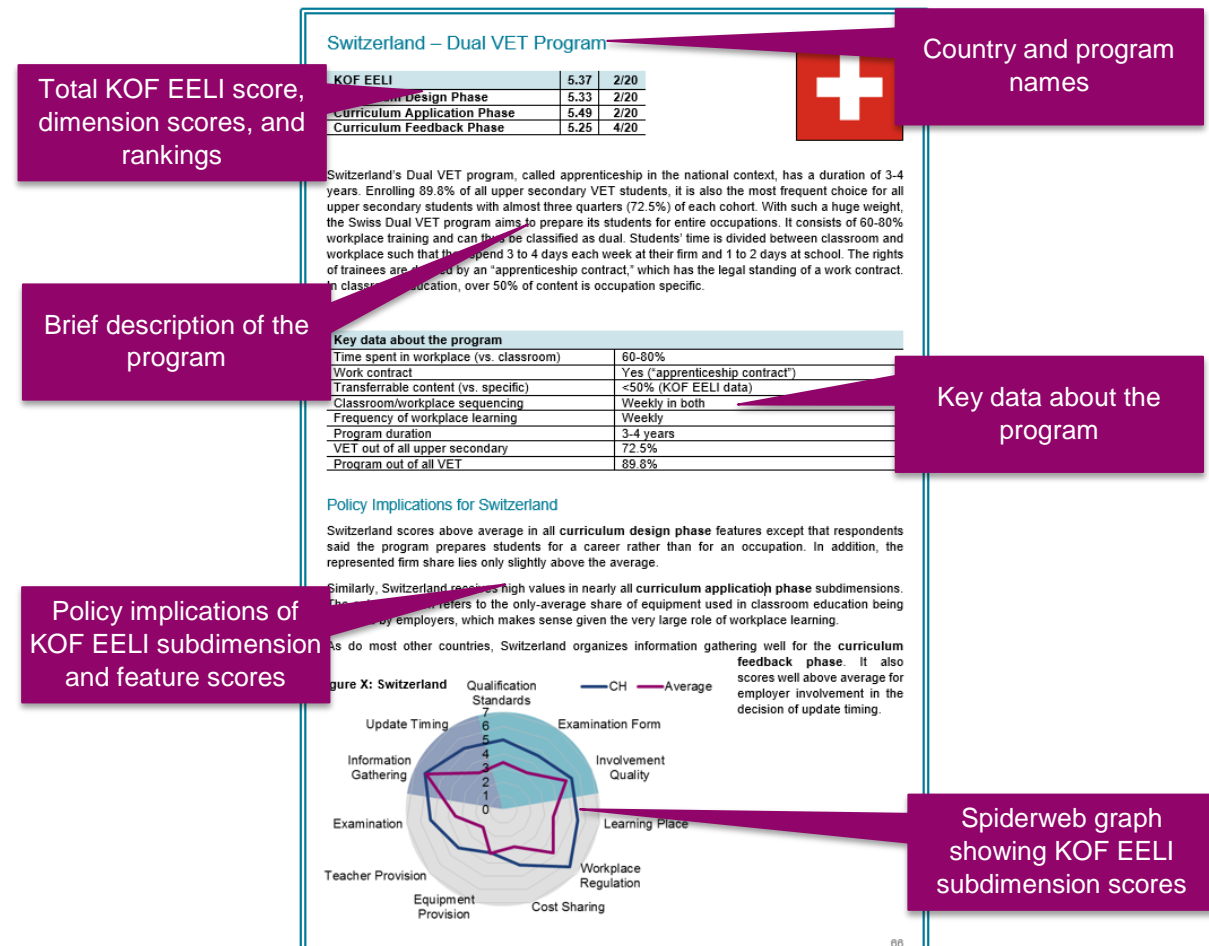 Switzerland – Dual VET Program
Country and program
names
Total KOF EELI score,
dimension scores, and
rankings
KOF EELI 5.37 2/20
Design Phase 5.33 2/20
Curriculum Application Phase 5.49 2/20
Curriculum Feedback Phase 5.25 4/20
Switzerland's Dual VET program, called apprenticeship in the national context, has a duration of 3-4
years. Enrolling 89.8% of all upper secondary VET students, it is also the most frequent choice for all
upper secondary students with almost three quarters (72.5%) of each cohort. With such a huge weight,
the Swiss Dual VET program aims to prepare its students for entire occupations. It consists of 60-80%
workplace training and can be classified as dual. Students' time is divided between classroom and
workplace such that spend 3 to 4 days each week at their firm and 1 to 2 days at school. The rights
of trainees are by an “apprenticeship contract,” which has the legal standing of a work contract.
In education, over 50% of content is occupation specific.
Brief description of the
program
Key data about the program
Time spent in workplace (vs. classroom) 60-80%
Work contract Yes (“apprenticeship contract”)
Transferrable content (vs. specific) <50% (KOF EELI data)
Classroom/workplace sequencing Weekly in both
Frequency of workplace learning Weekly
Program duration 3-4 years
VET out of all upper secondary 72.5%
Program out of all VET 89.8%
Key data about the
program
Policy Implications for Switzerland
Switzerland scores above average in all curriculum design phase features except that respondents
said the program prepares students for a career rather than for an occupation. In addition, the
represented firm share lies only slightly above the average.
Similarly, Switzerland receives high values in nearly all curriculum application phase subdimensions.
refers to the only-average share of equipment used in classroom education being
by employers, which makes sense given the very large role of workplace learning.
As do most other countries, Switzerland organizes information gathering well for the curriculum
feedback phase. It also
scores well above average for
employer involvement in the
decision of update timing.
Policy implications of
KOF EELI subdimension
and feature scores
X: Switzerland
CH Average
Qualification
Standards
Examination Form
Involvement
Quality
Learning Place
Workplace
Regulation
Cost Sharing
Equipment
Provision
Teacher Provision
Examination
Information
Gathering
Update Timing
7
6
5
4
3
2
1
0
Spiderweb graph
showing KOF EELI
subdimension scores
66